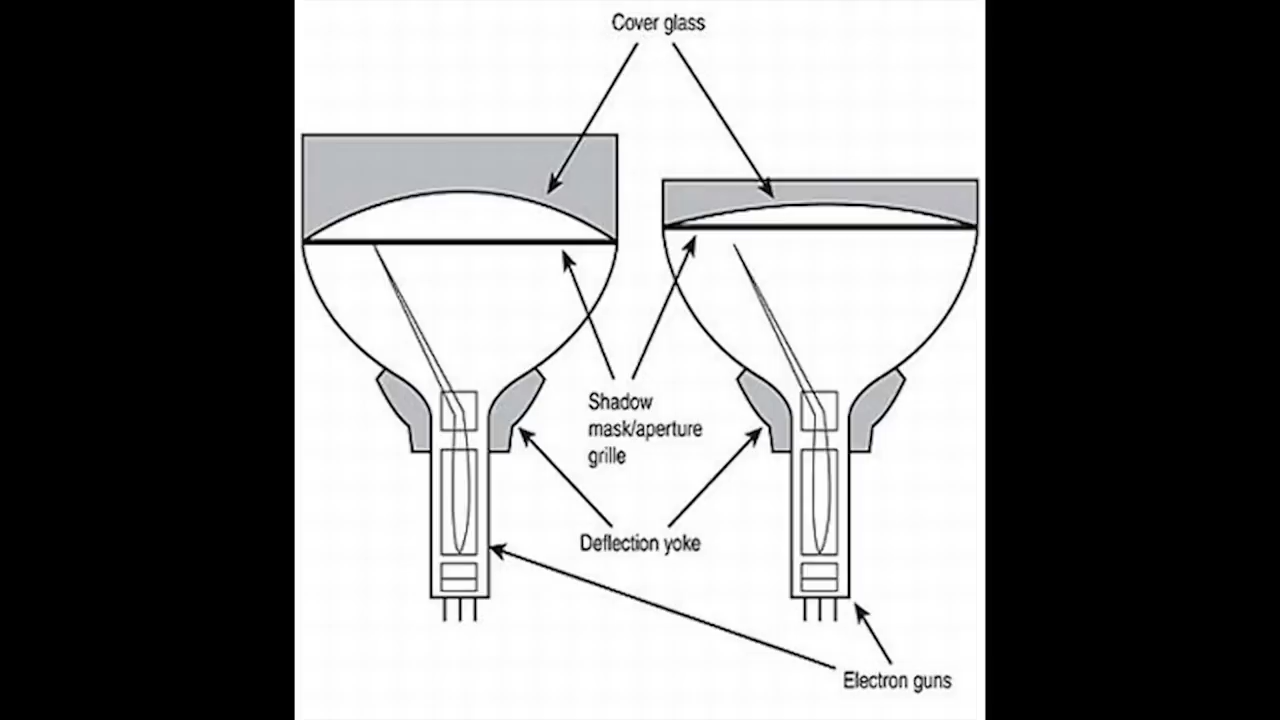 Cover glass
Shadow
mask/aperture
grille
Deflection yoke
Electron guns